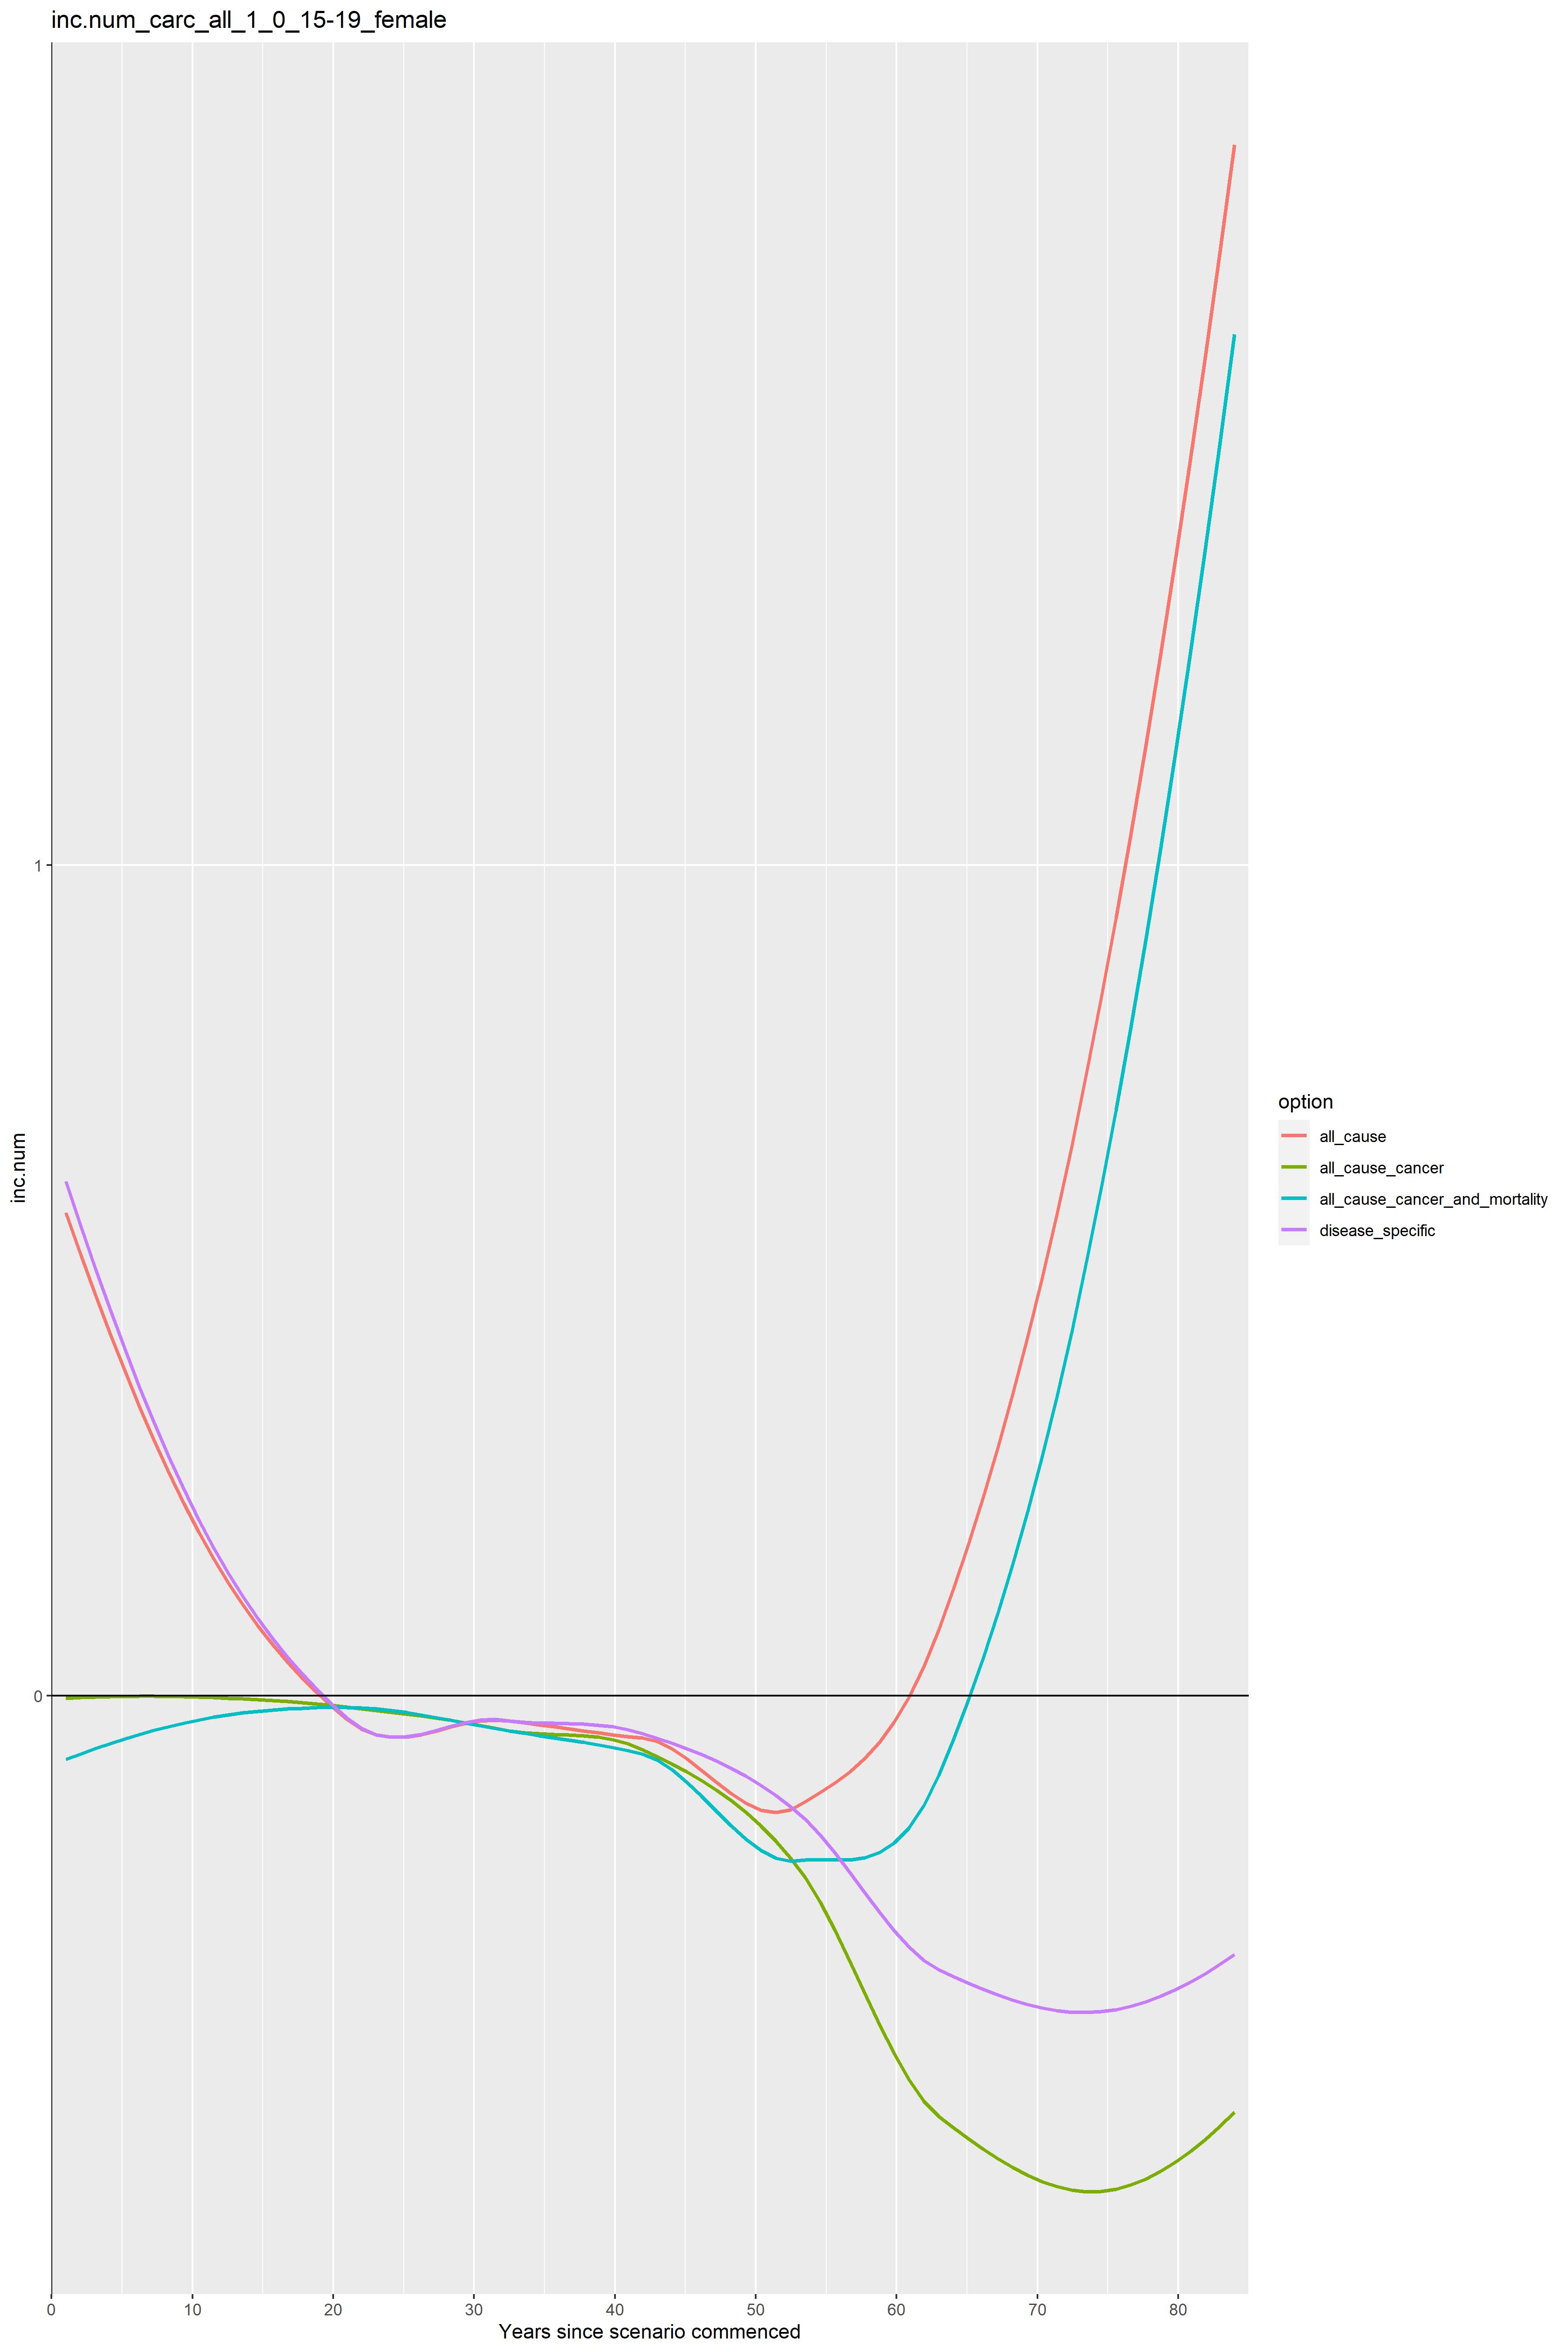 inc.num_carc_all_1_0_15-19_female
inc.num
1
0
0 10 20 30 40 50 60 70 80
Years since scenario commenced
option
all_cause
all_cause_cancer
all_cause_cancer_and_mortality
disease_specific